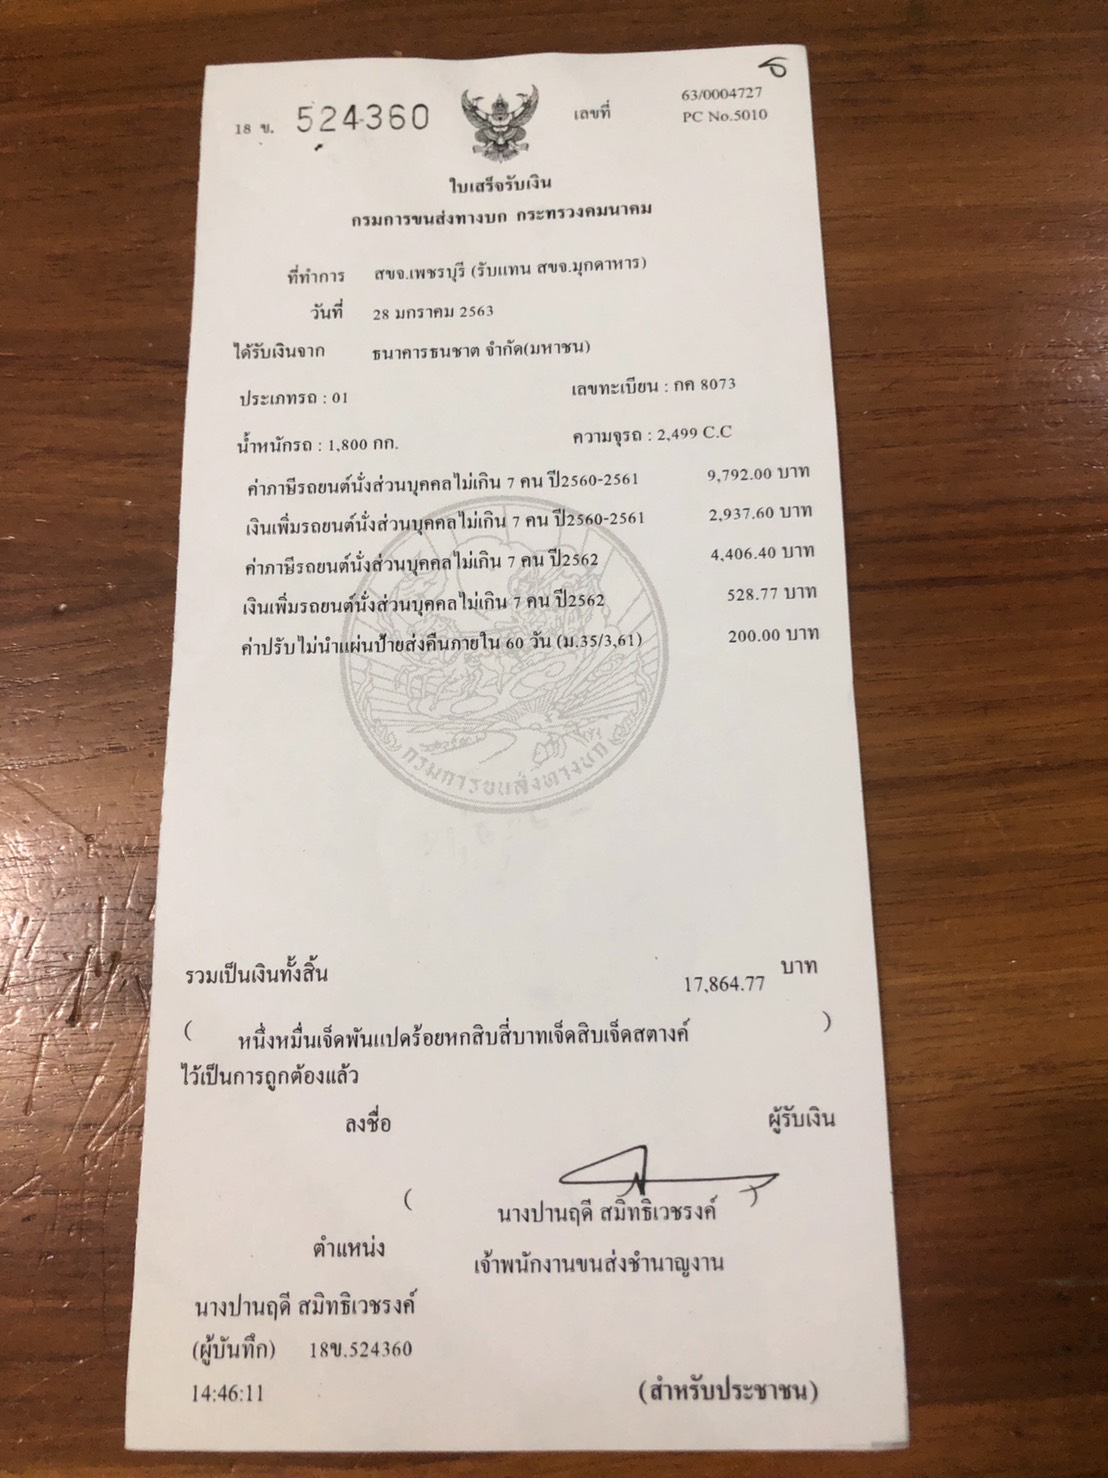 18 ข. 524360
เลขที่ 63/0004727
PC No.5010
ใบเสร็จรับเงิน
กรมการขนส่งทางบก กระทรวงคมนาคม
ที่ทำการ สขจ.เพชรบุรี (รับแทน สขจ.มุกดาหาร)
วันที่ 28 มกราคม 2563
ได้รับเงินจาก ธนาคารธนชาต จำกัด(มหาชน)
ประเภทรถ : 01 เลขทะเบียน : กค 8073
น้ำหนักรถ : 1,800 กก. ความจุรถ : 2,499 C.C
ค่าภาษีรถยนต์นั่งส่วนบุคคลไม่เกิน 7 คน ปี2560-2561 9,792.00 บาท
เงินเพิ่มรถยนต์นั่งส่วนบุคคลไม่เกิน 7 คน ปี2560-2561 2,937.60 บาท
ค่าภาษีรถยนต์นั่งส่วนบุคคลไม่เกิน 7 คน ปี2562 4,406.40 บาท
เงินเพิ่มรถยนต์นั่งส่วนบุคคลไม่เกิน 7 คน ปี2562 528.77 บาท
ค่าปรับไม่นำแผ่นป้ายส่งคืนภายใน 60 วัน (ม.35/3,61) 200.00 บาท
กรมการขนส่งทางบก
รวมเป็นเงินทั้งสิ้น 17,864.77 บาท
( หนึ่งหมื่นเจ็ดพันแปดร้อยหกสิบสี่บาทเจ็ดสิบเจ็ดสตางค์ )
ไว้เป็นการถูกต้องแล้ว
ลงชื่อ ผู้รับเงิน
( นางปานฤดี สมิทธิเวชรงค์ )
ตำแหน่ง เจ้าพนักงานขนส่งชำนาญงาน
นางปานฤดี สมิทธิเวชรงค์
(ผู้บันทึก) 18ข.524360
14:46:11 (สำหรับประชาชน)